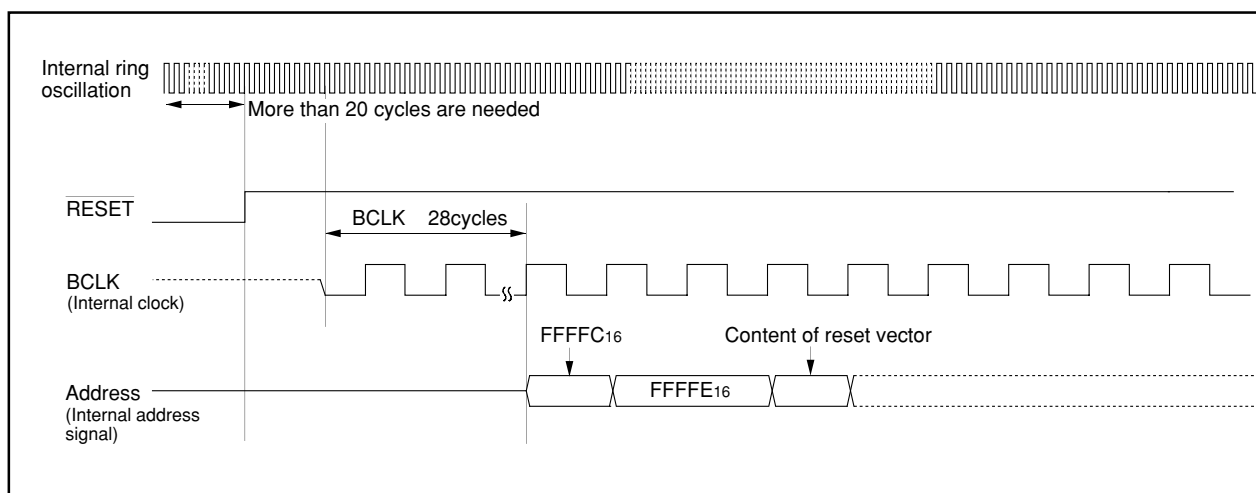 Internal ring
oscillation
More than 20 cycles are needed
RESET
BCLK 28cycles
BCLK
(Internal clock)
FFFFC16
Content of reset vector
Address
(Internal address
signal)
FFFFE16